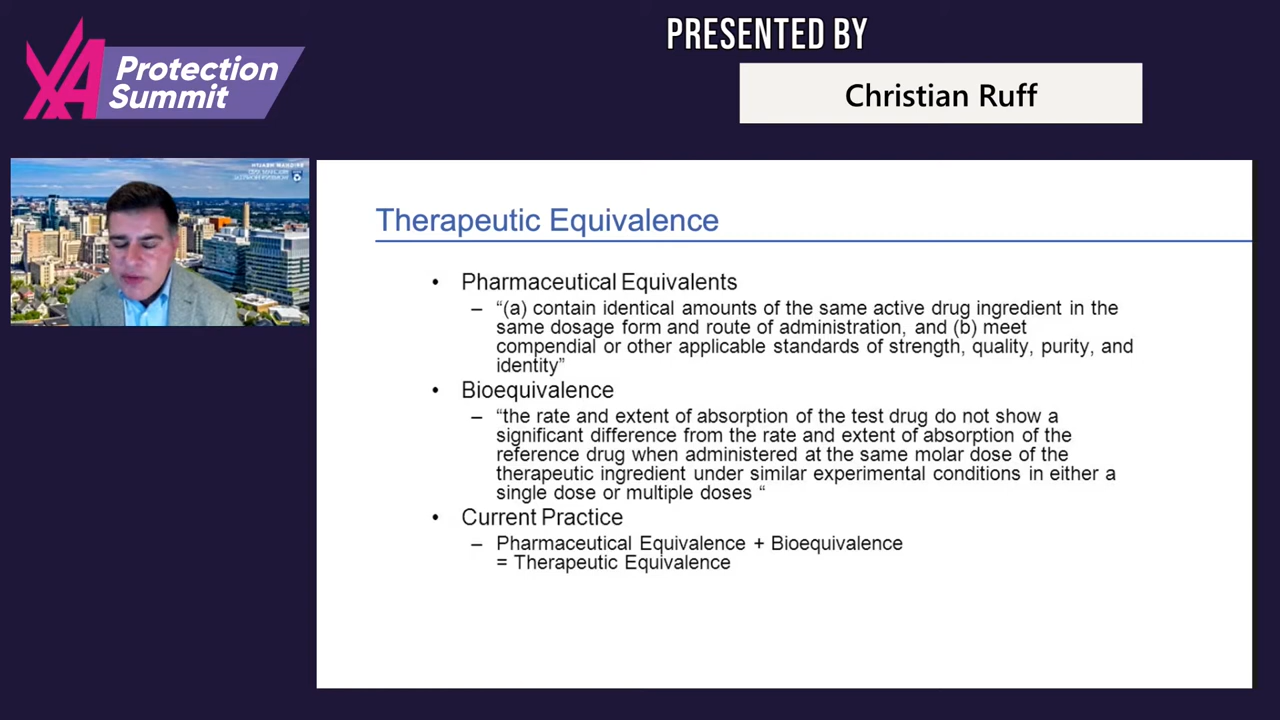 Protection
Summit
PRESENTED BY
Christian Ruff
Therapeutic Equivalence
• Pharmaceutical Equivalents
– “(a) contain identical amounts of the same active drug ingredient in the
same dosage form and route of administration, and (b) meet
compendial or other applicable standards of strength, quality, purity, and
identity”
• Bioequivalence
– “the rate and extent of absorption of the test drug do not show a
significant difference from the rate and extent of absorption of the
reference drug when administered at the same molar dose of the
therapeutic ingredient under similar experimental conditions in either a
single dose or multiple doses “
• Current Practice
– Pharmaceutical Equivalence + Bioequivalence
= Therapeutic Equivalence